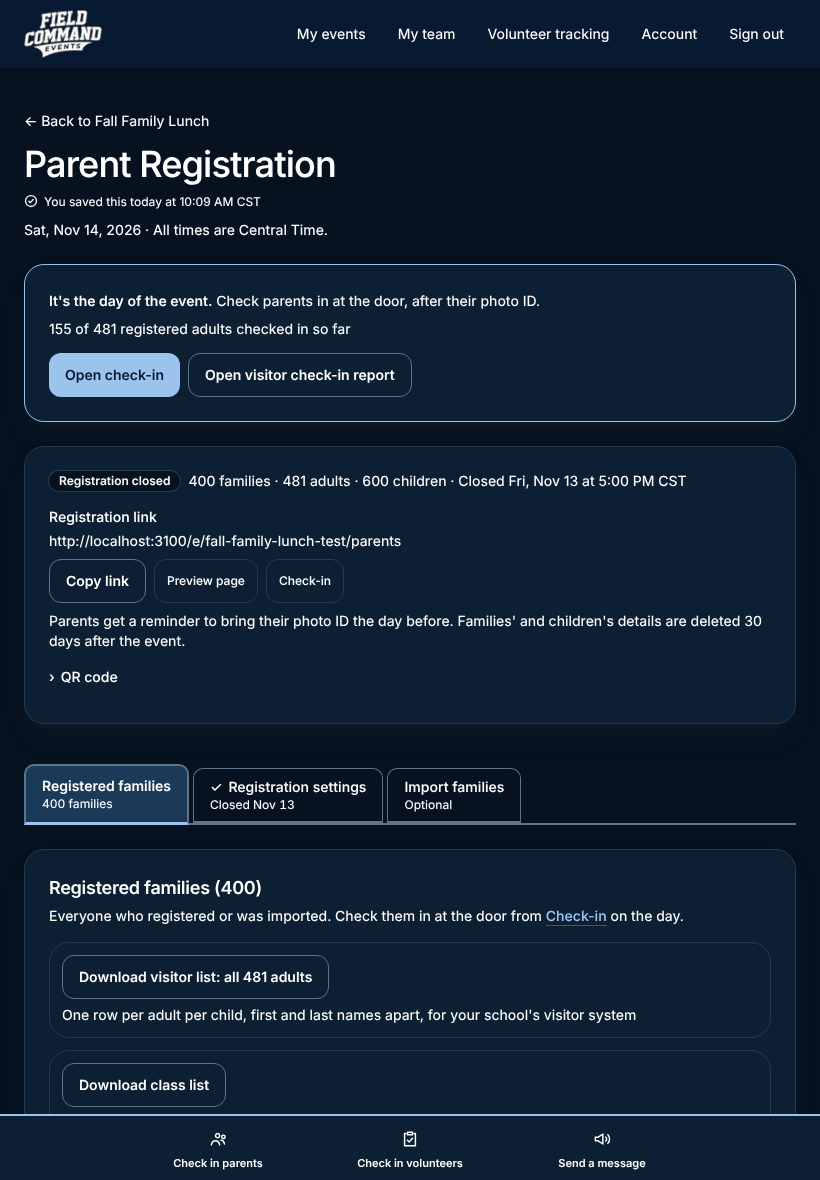 FIELD
COMMAND
EVENTS
My events
My team
Volunteer tracking
Account
Sign out
← Back to Fall Family Lunch
Parent Registration
You saved this today at 10:09 AM CST
Sat, Nov 14, 2026 · All times are Central Time.
It's the day of the event. Check parents in at the door, after their photo ID.
155 of 481 registered adults checked in so far
Open check-in
Open visitor check-in report
Registration closed
400 families · 481 adults · 600 children · Closed Fri, Nov 13 at 5:00 PM CST
Registration link
http://localhost:3100/e/fall-family-lunch-test/parents
Copy link
Preview page
Check-in
Parents get a reminder to bring their photo ID the day before. Families' and children's details are deleted 30
days after the event.
› QR code
Registered families
400 families
✓ Registration settings
Closed Nov 13
Import families
Optional
Registered families (400)
Everyone who registered or was imported. Check them in at the door from Check-in on the day.
Download visitor list: all 481 adults
One row per adult per child, first and last names apart, for your school's visitor system
Download class list
Check in parents
Check in volunteers
Send a message